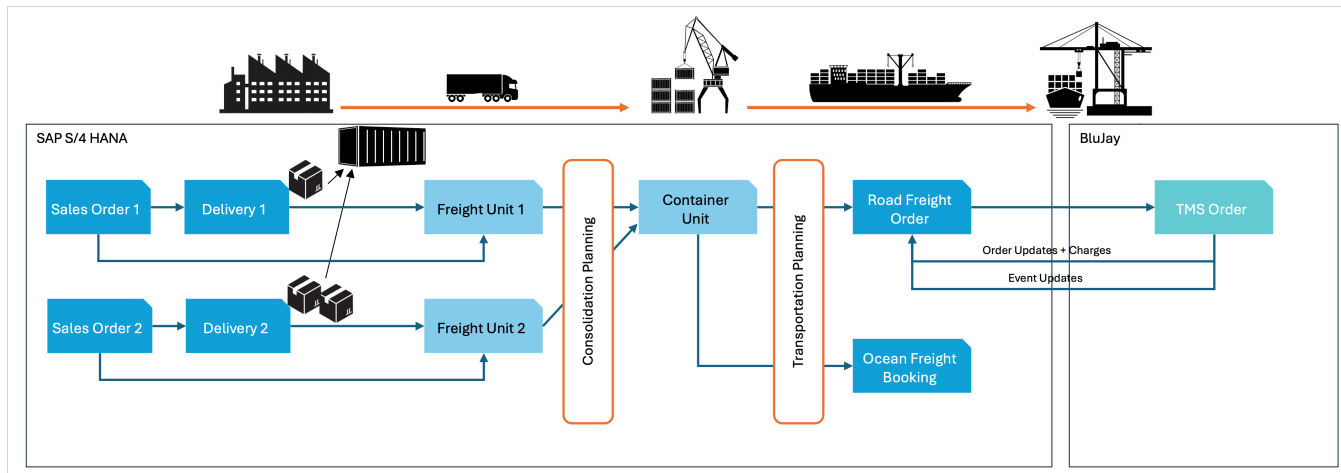 SAP S/4 HANA
BluJay
Sales Order 1
Delivery 1
Freight Unit 1
Consolidation Planning
Container
Unit
Transportation Planning
Road Freight
Order
TMS Order
Order Updates + Charges
Event Updates
Sales Order 2
Delivery 2
Freight Unit 2
Ocean Freight
Booking